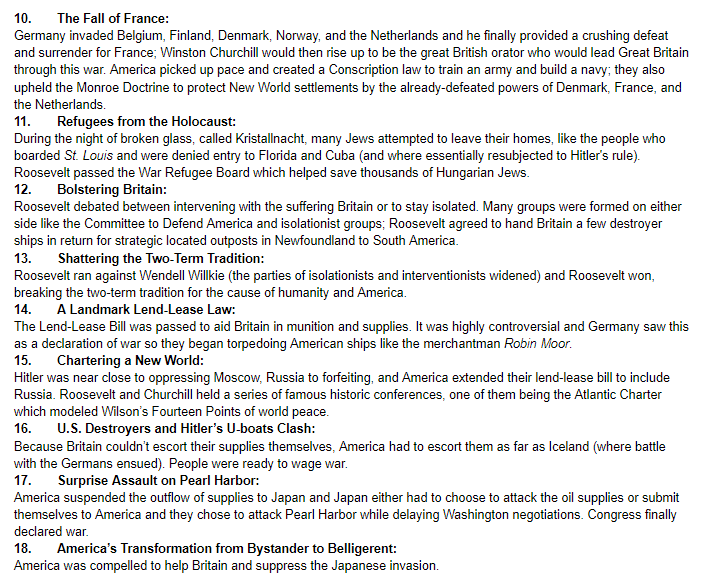 10. The Fall of France:
Germany invaded Belgium, Finland, Denmark, Norway, and the Netherlands and he finally provided a crushing defeat
and surrender for France; Winston Churchill would then rise up to be the great British orator who would lead Great Britain
through this war. America picked up pace and created a Conscription law to train an army and build a navy; they also
upheld the Monroe Doctrine to protect New World settlements by the already-defeated powers of Denmark, France, and
the Netherlands.
11. Refugees from the Holocaust:
During the night of broken glass, called Kristallnacht, many Jews attempted to leave their homes, like the people who
boarded St. Louis and were denied entry to Florida and Cuba (and where essentially resubjected to Hitler's rule).
Roosevelt passed the War Refugee Board which helped save thousands of Hungarian Jews.
12. Bolstering Britain:
Roosevelt debated between intervening with the suffering Britain or to stay isolated. Many groups were formed on either
side like the Committee to Defend America and isolationist groups; Roosevelt agreed to hand Britain a few destroyer
ships in return for strategic located outposts in Newfoundland to South America.
13. Shattering the Two-Term Tradition:
Roosevelt ran against Wendell Willkie (the parties of isolationists and interventionists widened) and Roosevelt won,
breaking the two-term tradition for the cause of humanity and America.
14. A Landmark Lend-Lease Law:
The Lend-Lease Bill was passed to aid Britain in munition and supplies. It was highly controversial and Germany saw this
as a declaration of war so they began torpedoing American ships like the merchantman Robin Moor.
15. Chartering a New World:
Hitler was near close to oppressing Moscow, Russia to forfeiting, and America extended their lend-lease bill to include
Russia. Roosevelt and Churchill held a series of famous historic conferences, one of them being the Atlantic Charter
which modeled Wilson's Fourteen Points of world peace.
16. U.S. Destroyers and Hitler's U-boats Clash:
Because Britain couldn't escort their supplies themselves, America had to escort them as far as Iceland (where battle
with the Germans ensued). People were ready to wage war.
17. Surprise Assault on Pearl Harbor:
America suspended the outflow of supplies to Japan and Japan either had to choose to attack the oil supplies or submit
themselves to America and they chose to attack Pearl Harbor while delaying Washington negotiations. Congress finally
declared war.
18. America's Transformation from Bystander to Belligerent:
America was compelled to help Britain and suppress the Japanese invasion.